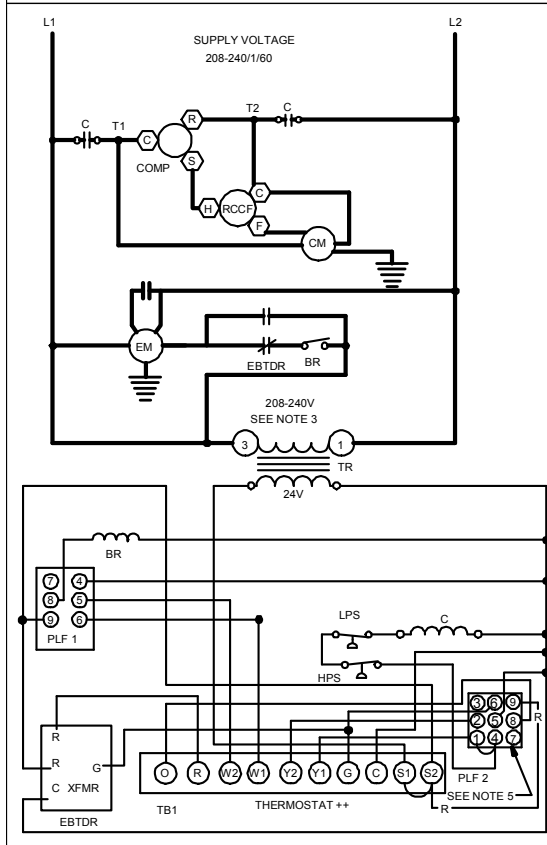 L1
L2
SUPPLY VOLTAGE
208-240/1/60
C
T1
C
R
T2
C
S
COMP
H
RCCF
C
F
CM
EM
EBTDR
BR
208-240V
SEE NOTE 3
3
1
TR
24V
BR
7
4
8
5
9
6
PLF 1
LPS
C
HPS
3
6
9
2
5
8
R
1
4
7
PLF 2
SEE NOTE 5
R
R
G
C
XFMR
EBTDR
O
R
W2
W1
Y2
Y1
G
C
S1
S2
TB1
THERMOSTAT ++
R